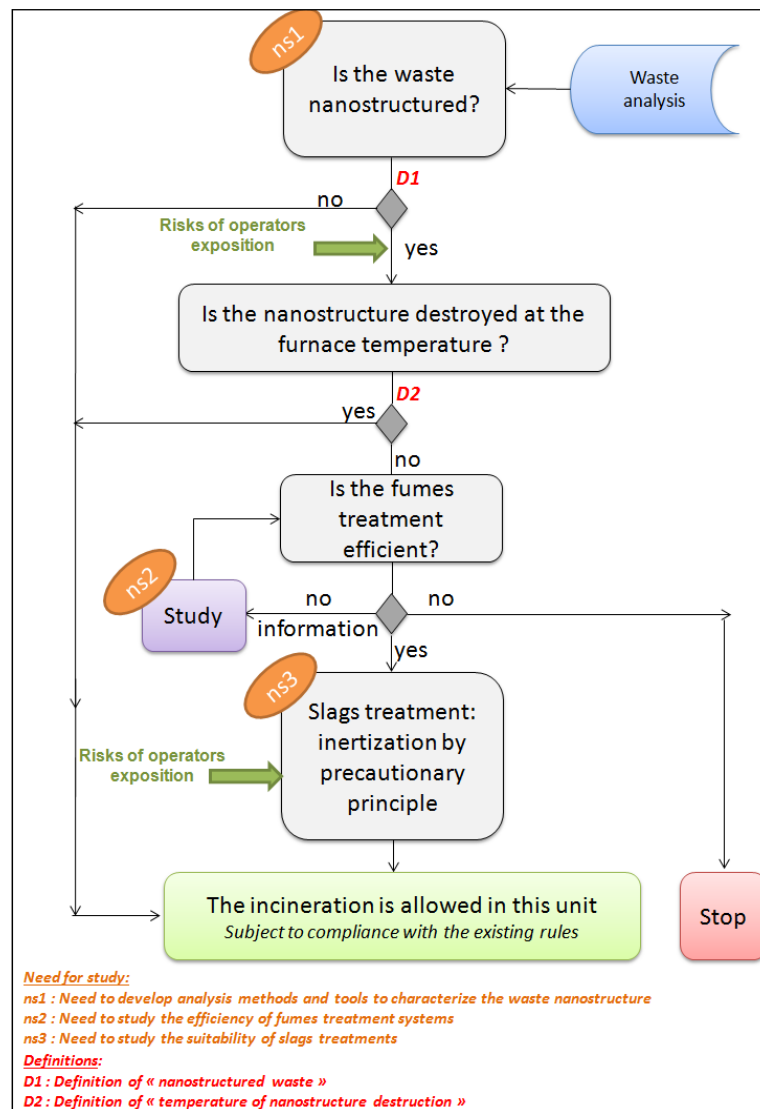 ns1
Is the waste
nanostructured?
Waste
analysis
D1
no
Risks of operators
exposition
yes
Is the nanostructure destroyed at the
furnace temperature ?
D2
yes
no
Is the fumes
treatment
efficient?
ns2
Study
no
information
no
yes
ns3
Slags treatment:
inertization by
precautionary
principle
Risks of operators
exposition
The incineration is allowed in this unit
Subject to compliance with the existing rules
Stop
Need for study:
ns1 : Need to develop analysis methods and tools to characterize the waste nanostructure
ns2 : Need to study the efficiency of fumes treatment systems
ns3 : Need to study the suitability of slags treatments
Definitions:
D1 : Definition of « nanostructured waste »
D2 : Definition of « temperature of nanostructure destruction »